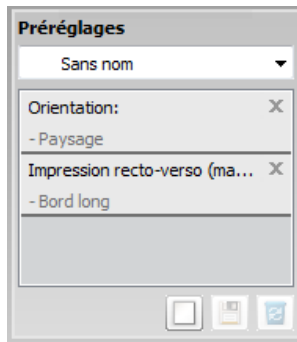 Préréglages
Sans nom
Orientation:
- Paysage
Impression recto-verso (ma...
- Bord long